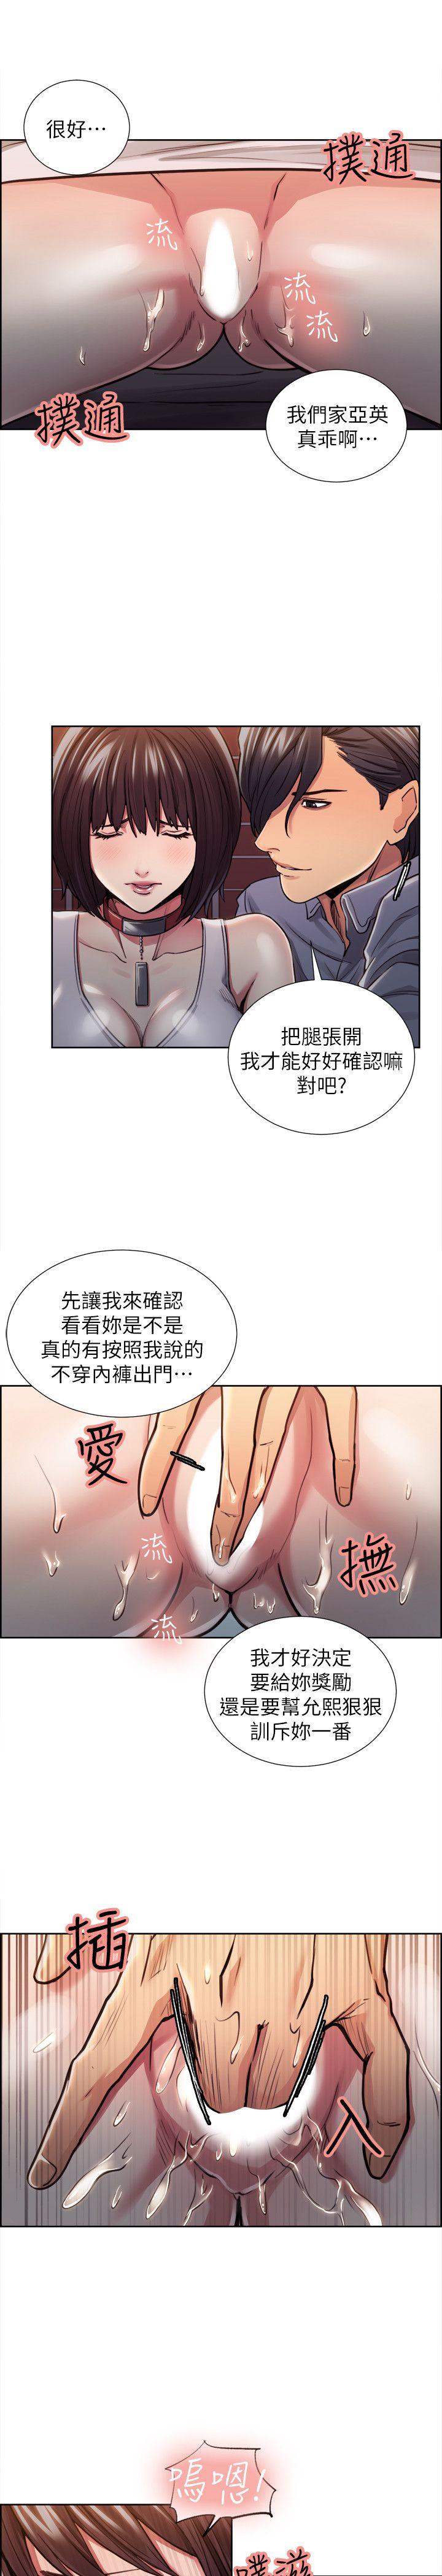 很好…
撲通
流
流
流
撲通
我們家亞英
真乖啊…
把腿張開
我才能好好確認嘛
對吧?
先讓我來確認
看看妳是不是
真的有按照我說的
不穿內褲出門…
愛
撫
流
流
我才好決定
要給妳獎勵
還是要幫允熙狠狠
訓斥妳一番
插
入
嗚嗯!
噗滋